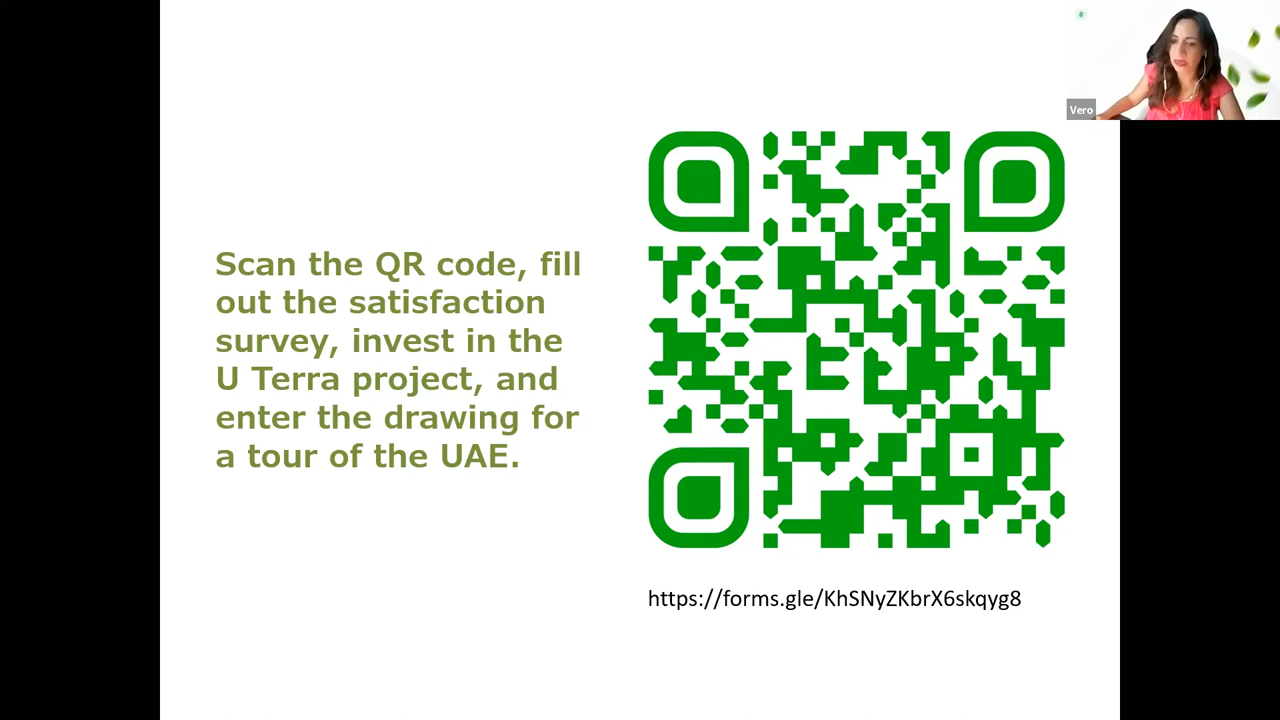 Vero
Scan the QR code, fill
out the satisfaction
survey, invest in the
U Terra project, and
enter the drawing for
a tour of the UAE.
https://forms.gle/KhSNyZKbrX6skqyg8